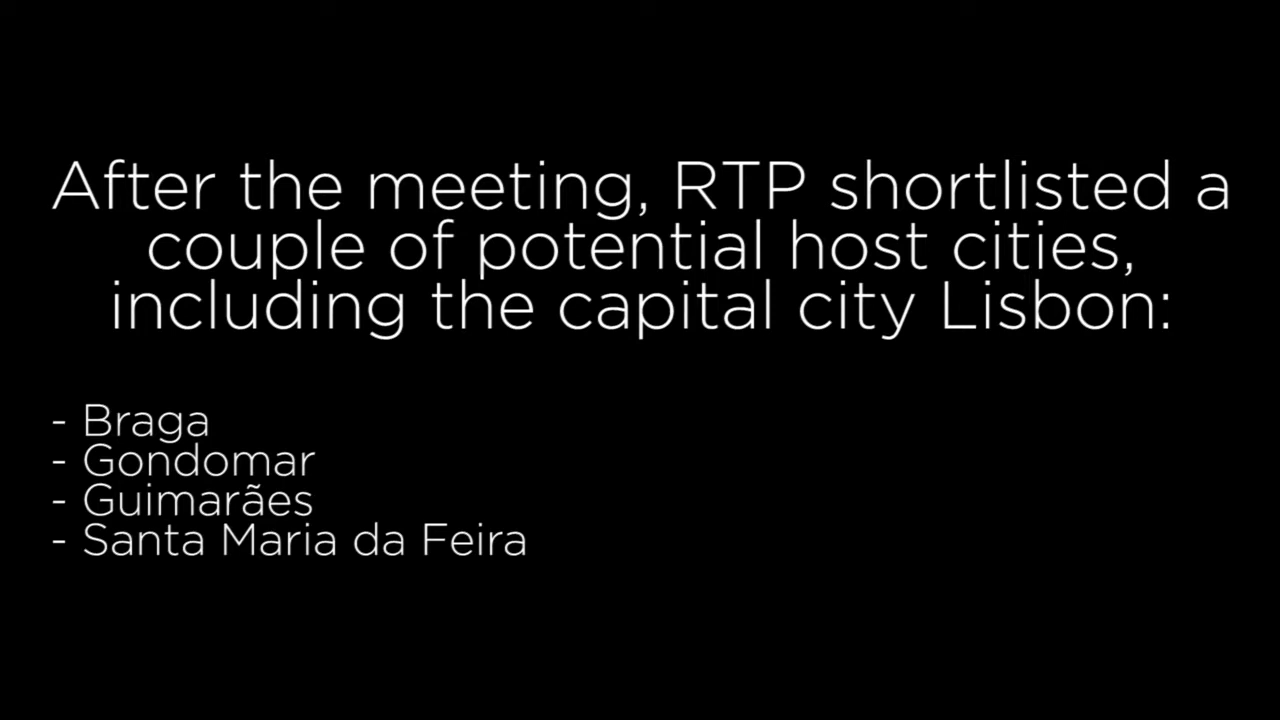 After the meeting, RTP shortlisted a
couple of potential host cities,
including the capital city Lisbon:
- Braga
- Gondomar
- Guimarães
- Santa Maria da Feira